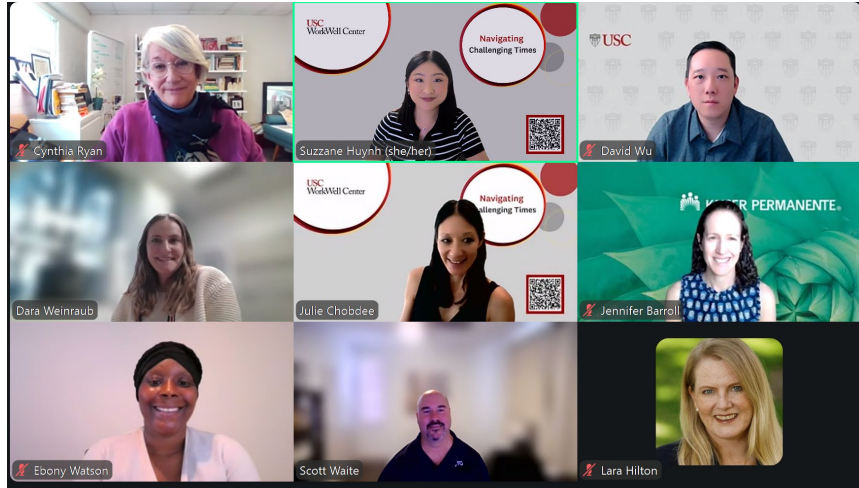 USC
WorkWell Center
Navigating
Challenging Times
USC
Cynthia Ryan
Suzzane Huynh (she/her)
David Wu
USC
WorkWell Center
Navigating
allenging Times
PERMANENTE®
Dara Weinraub
Julie Chobdee
Jennifer Barroll
Ebony Watson
Scott Waite
Lara Hilton